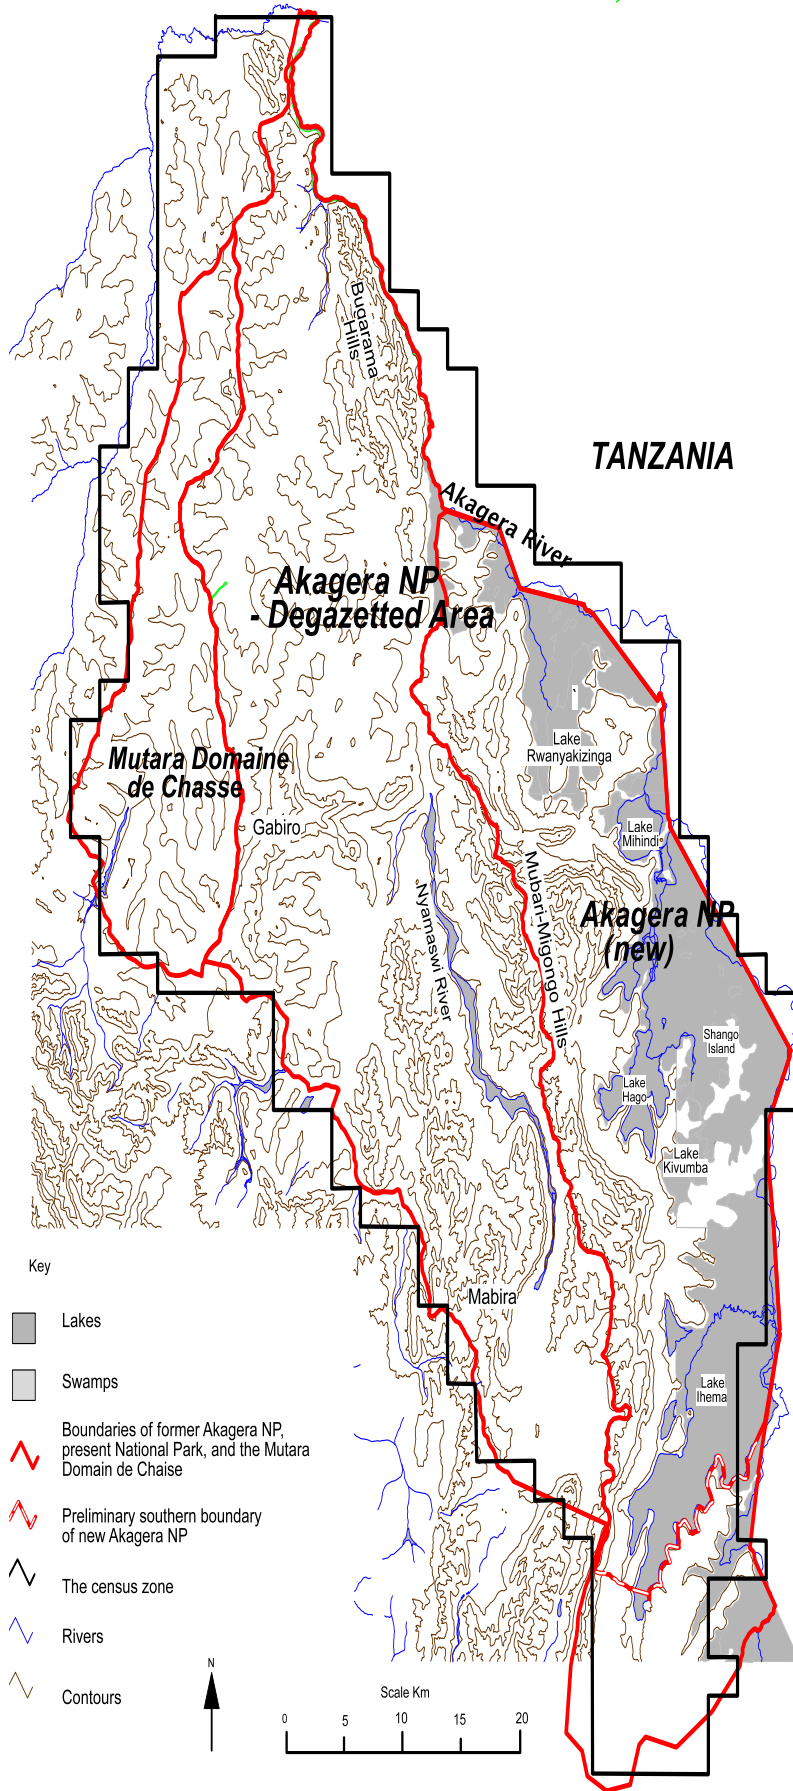 Bugarama
Hills
TANZANIA
Akagera River
Akagera NP
- Degazetted Area
Lake
Rwanyakizinga
Mutara Domaine
de Chasse
Gabiro
Lake
Mihindi
Mubari-Migongo Hills
Nyamaswi River
Akagera NP
(new)
Shango
Island
Lake
Hago
Lake
Kivumba
Mabira
Lake
Ihema
Key
Lakes
Swamps
Boundaries of former Akagera NP,
present National Park, and the Mutara
Domain de Chaise
Preliminary southern boundary
of new Akagera NP
The census zone
Rivers
Contours
N
Scale Km
0 5 10 15 20